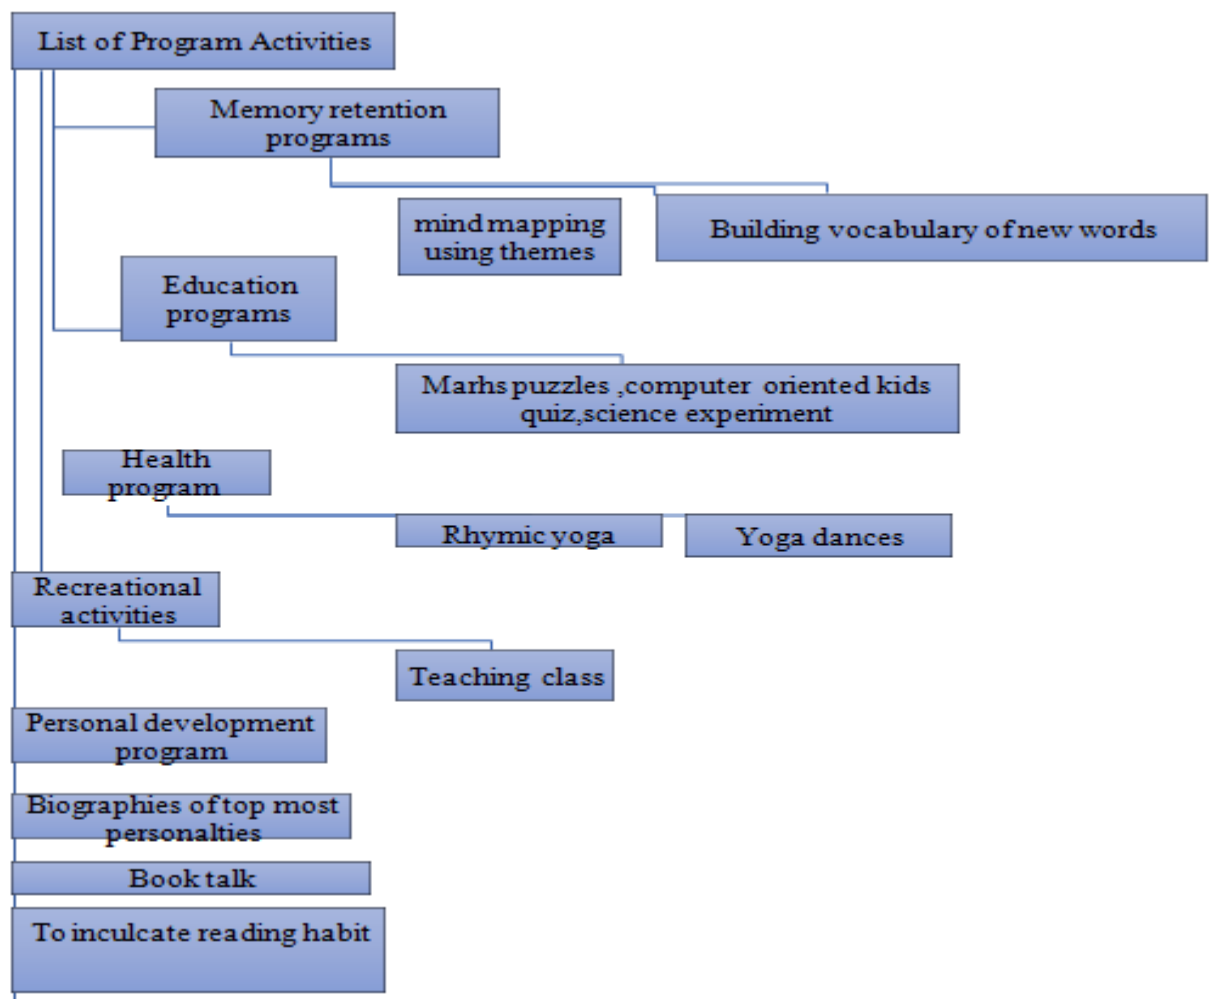 List of Program Activities
Memory retention
programs
mind mapping
using themes
Building vocabulary of new words
Education
programs
Marhs puzzles ,computer oriented kids
quiz,science experiment
Health
program
Rhymic yoga
Yoga dances
Recreational
activities
Teaching class
Personal development
program
Biographies of top most
personalties
Book talk
To inculcate reading habit